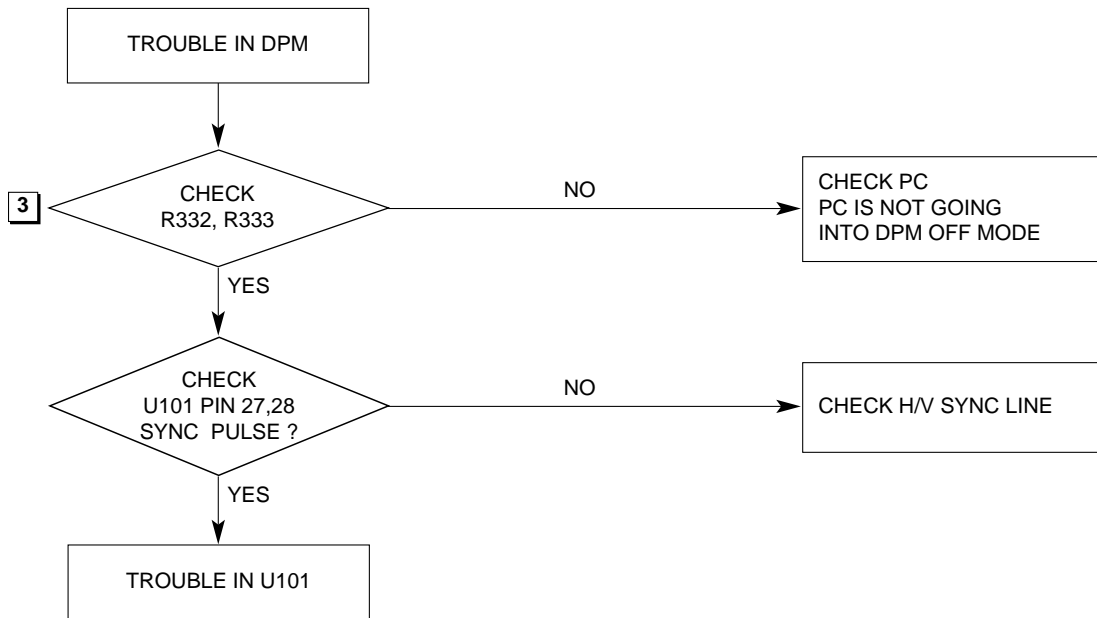 TROUBLE IN DPM
3
CHECK
R332, R333
NO
CHECK PC
PC IS NOT GOING
INTO DPM OFF MODE
YES
CHECK
U101 PIN 27,28
SYNC PULSE ?
NO
CHECK H/V SYNC LINE
YES
TROUBLE IN U101